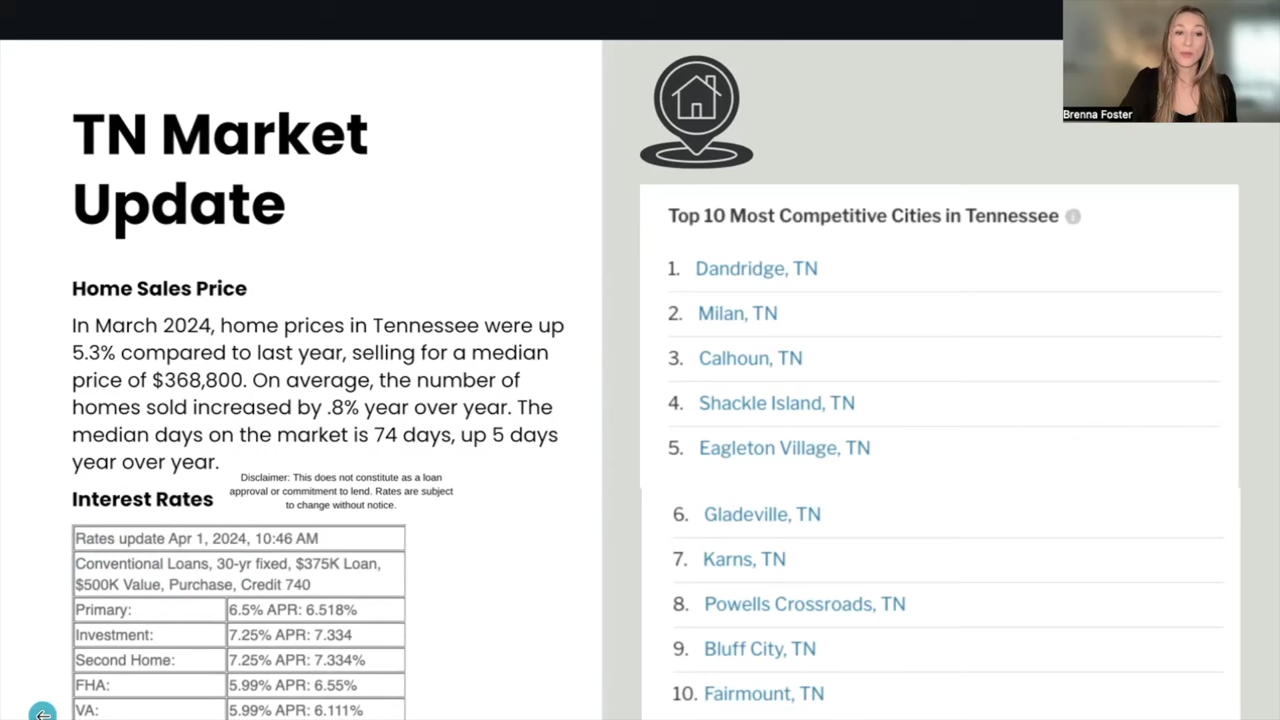 TN Market
Update
Home Sales Price
In March 2024, home prices in Tennessee were up
5.3% compared to last year, selling for a median
price of $368,800. On average, the number of
homes sold increased by .8% year over year. The
median days on the market is 74 days, up 5 days
year over year.
Interest Rates
Disclaimer: This does not constitute as a loan
approval or commitment to lend. Rates are subject
to change without notice.
Rates update Apr 1, 2024, 10:46 AM
Conventional Loans, 30-yr fixed, $375K Loan,
$500K Value, Purchase, Credit 740
Primary: 6.5% APR: 6.518%
Investment: 7.25% APR: 7.334
Second Home: 7.25% APR: 7.334%
FHA: 5.99% APR: 6.55%
VA: 5.99% APR: 6.111%
Brenna Foster
Top 10 Most Competitive Cities in Tennessee
1. Dandridge, TN
2. Milan, TN
3. Calhoun, TN
4. Shackle Island, TN
5. Eagleton Village, TN
6. Gladeville, TN
7. Karns, TN
8. Powells Crossroads, TN
9. Bluff City, TN
10. Fairmount, TN